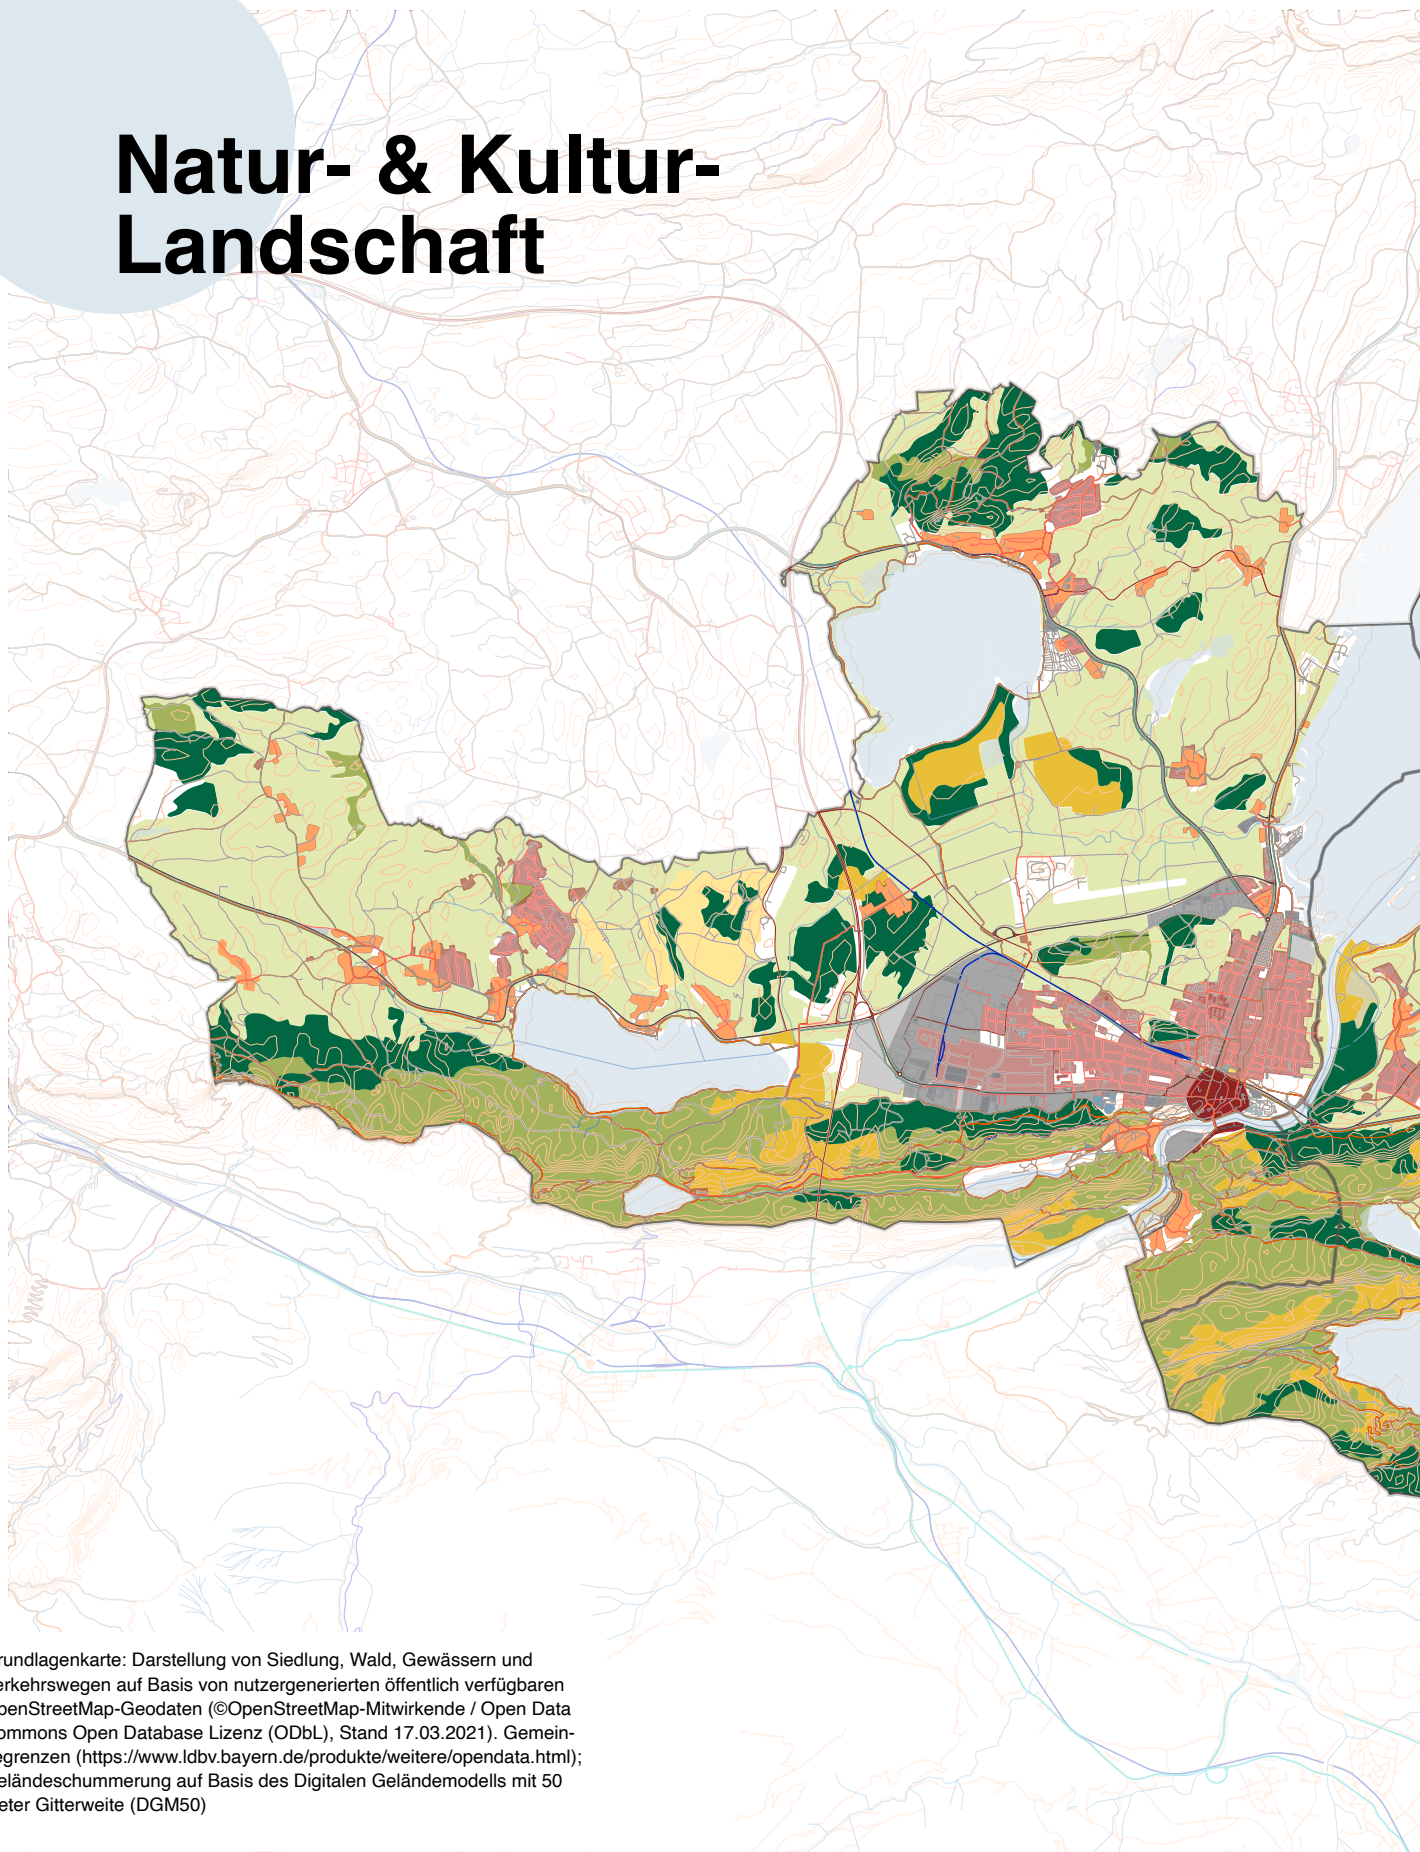 Natur- & Kultur-
Landschaft
rundlagenkarte: Darstellung von Siedlung, Wald, Gewässern und
erkehrswegen auf Basis von nutzergenerierten öffentlich verfügbaren
penStreetMap-Geodaten (©OpenStreetMap-Mitwirkende / Open Data
ommons Open Database Lizenz (ODbL), Stand 17.03.2021). Gemein-
egrenzen (https://www.ldbv.bayern.de/produkte/weitere/opendata.html);
eländeschummerung auf Basis des Digitalen Geländemodells mit 50
eter Gitterweite (DGM50)